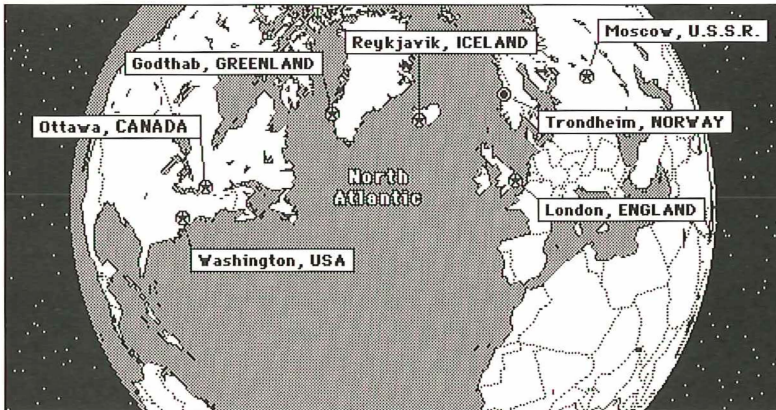 Reykjavik, ICELAND
Moscow, U.S.S.R.
Godthab, GREENLAND
Ottawa, CANADA
Trondheim, NORWAY
North
Atlantic
London, ENGLAND
Washington, USA